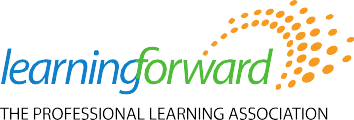 learningforward
THE PROFESSIONAL LEARNING ASSOCIATION